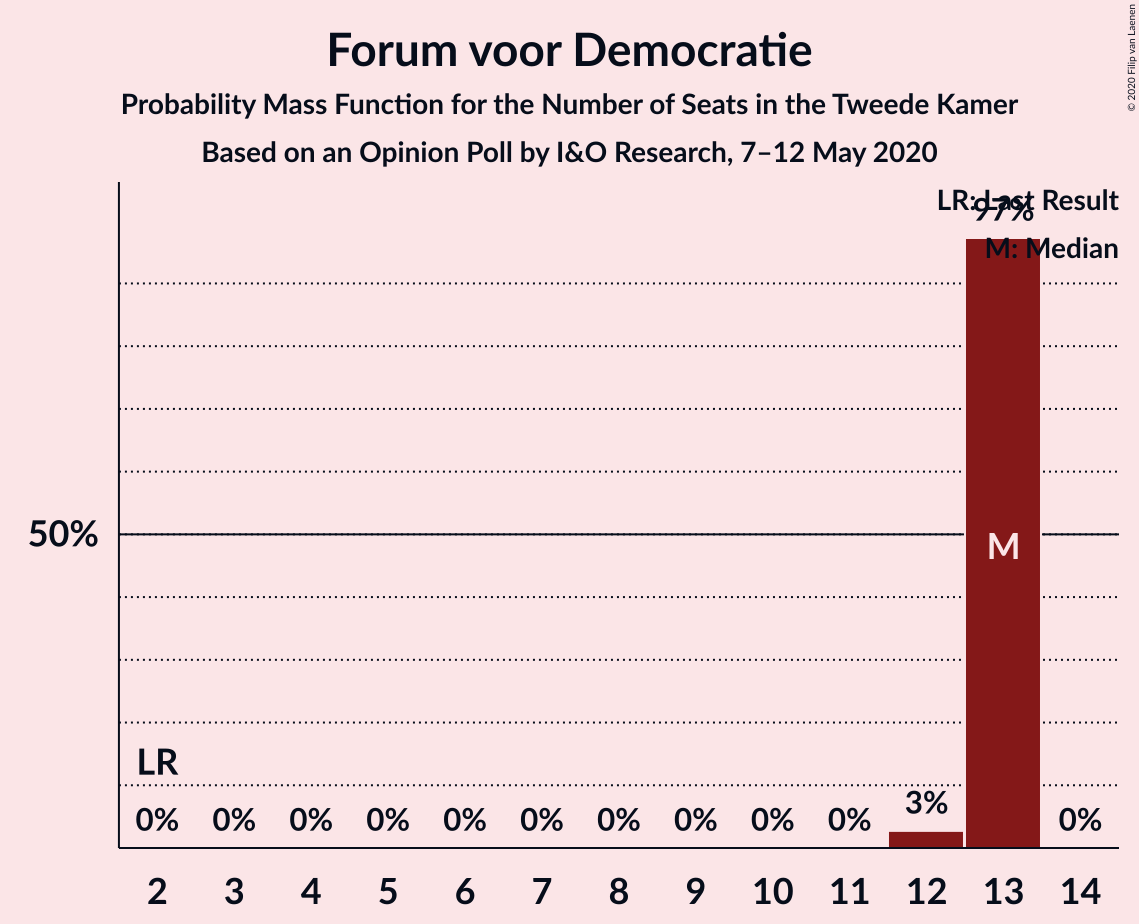 Forum voor Democratie
Probability Mass Function for the Number of Seats in the Tweede Kamer
Based on an Opinion Poll by I&O Research, 7–12 May 2020
© 2020 Filip van Laenen
LR: Last Result
97%
M: Median
50%
M
LR
0% 0% 0% 0% 0% 0% 0% 0% 0% 0% 3% 0%
2 3 4 5 6 7 8 9 10 11 12 13 14